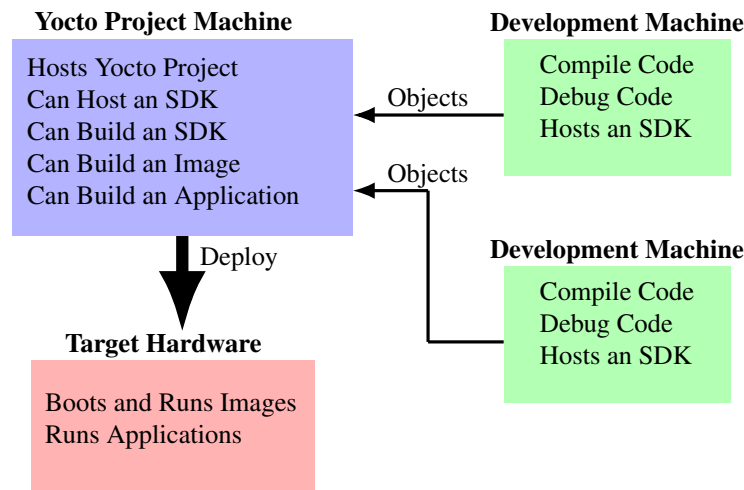 Yocto Project Machine
Hosts Yocto Project
Can Host an SDK
Can Build an SDK
Can Build an Image
Can Build an Application
Objects
Objects
Development Machine
Compile Code
Debug Code
Hosts an SDK
Development Machine
Compile Code
Debug Code
Hosts an SDK
Deploy
Target Hardware
Boots and Runs Images
Runs Applications